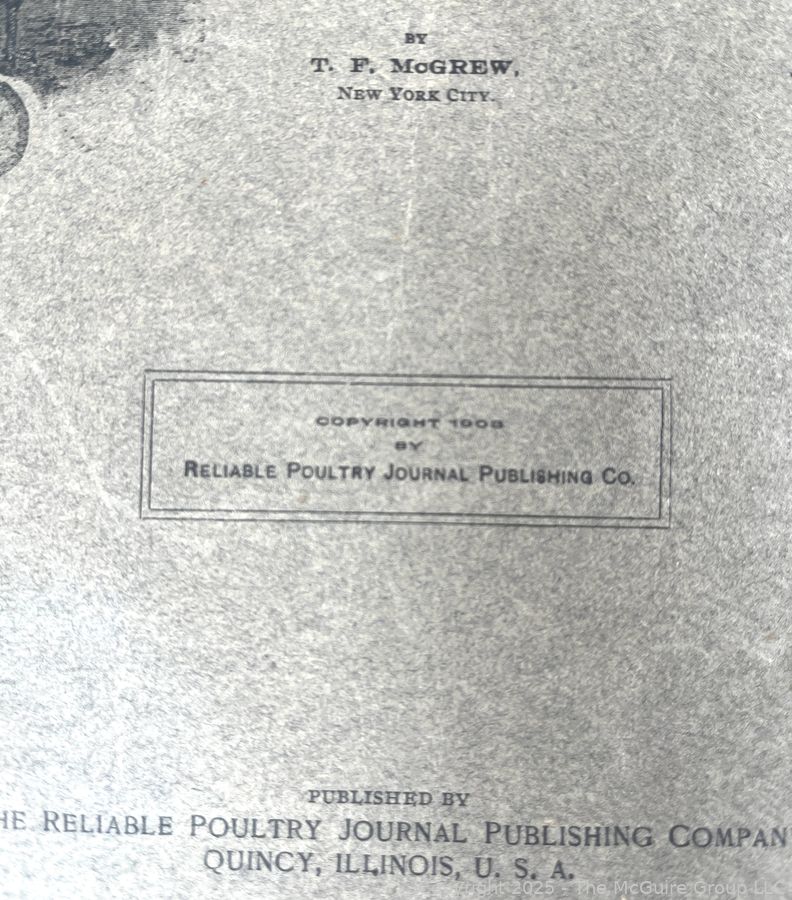 BY
T. F. McGREW,
NEW YORK CITY.
COPYRIGHT
BY
RELIABLE POULTRY JOURNAL PUBLISHING CO.
PUBLISHED BY
HE RELIABLE POULTRY JOURNAL PUBLISHING COMPAN
QUINCY, ILLINOIS, U. S. A.
right 2025 - The McGuire Group LLC